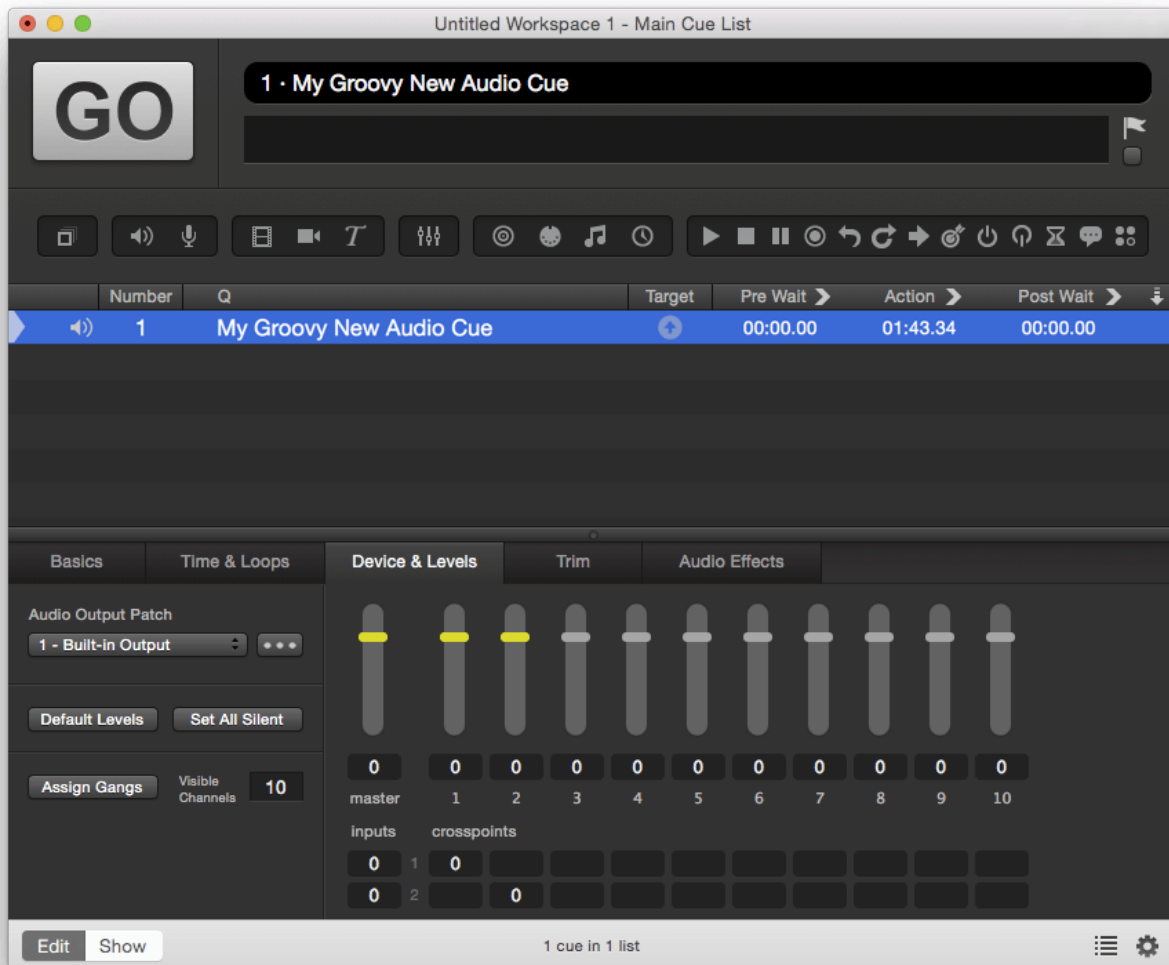 Untitled Workspace 1 - Main Cue List
GO
1 · My Groovy New Audio Cue
T
Number Q Target Pre Wait Action Post Wait
1 My Groovy New Audio Cue 00:00.00 01:43.34 00:00.00
Basics Time & Loops Device & Levels Trim Audio Effects
Audio Output Patch
1 - Built-in Output
Default Levels Set All Silent
Assign Gangs Visible Channels 10
0 0 0 0 0 0 0 0 0 0 0
master 1 2 3 4 5 6 7 8 9 10
inputs crosspoints
0 1 0
0 2 0
Edit Show 1 cue in 1 list